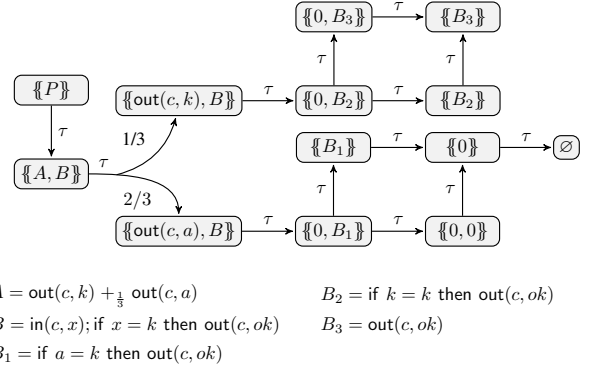 {{0, B₃}} τ {{B₃}}
τ τ
{{P}} {{out(c, k), B}} τ {{0, B₂}} τ {{B₂}}
τ 1/3 {{B₁}} τ {{0}} τ ∅
{{A, B}} τ
2/3 τ τ
{{out(c, a), B}} τ {{0, B₁}} τ {{0, 0}}
= out(c, k) +₁⁄₃ out(c, a) B₂ = if k = k then out(c, ok)
= in(c, x); if x = k then out(c, ok) B₃ = out(c, ok)
₁ = if a = k then out(c, ok)